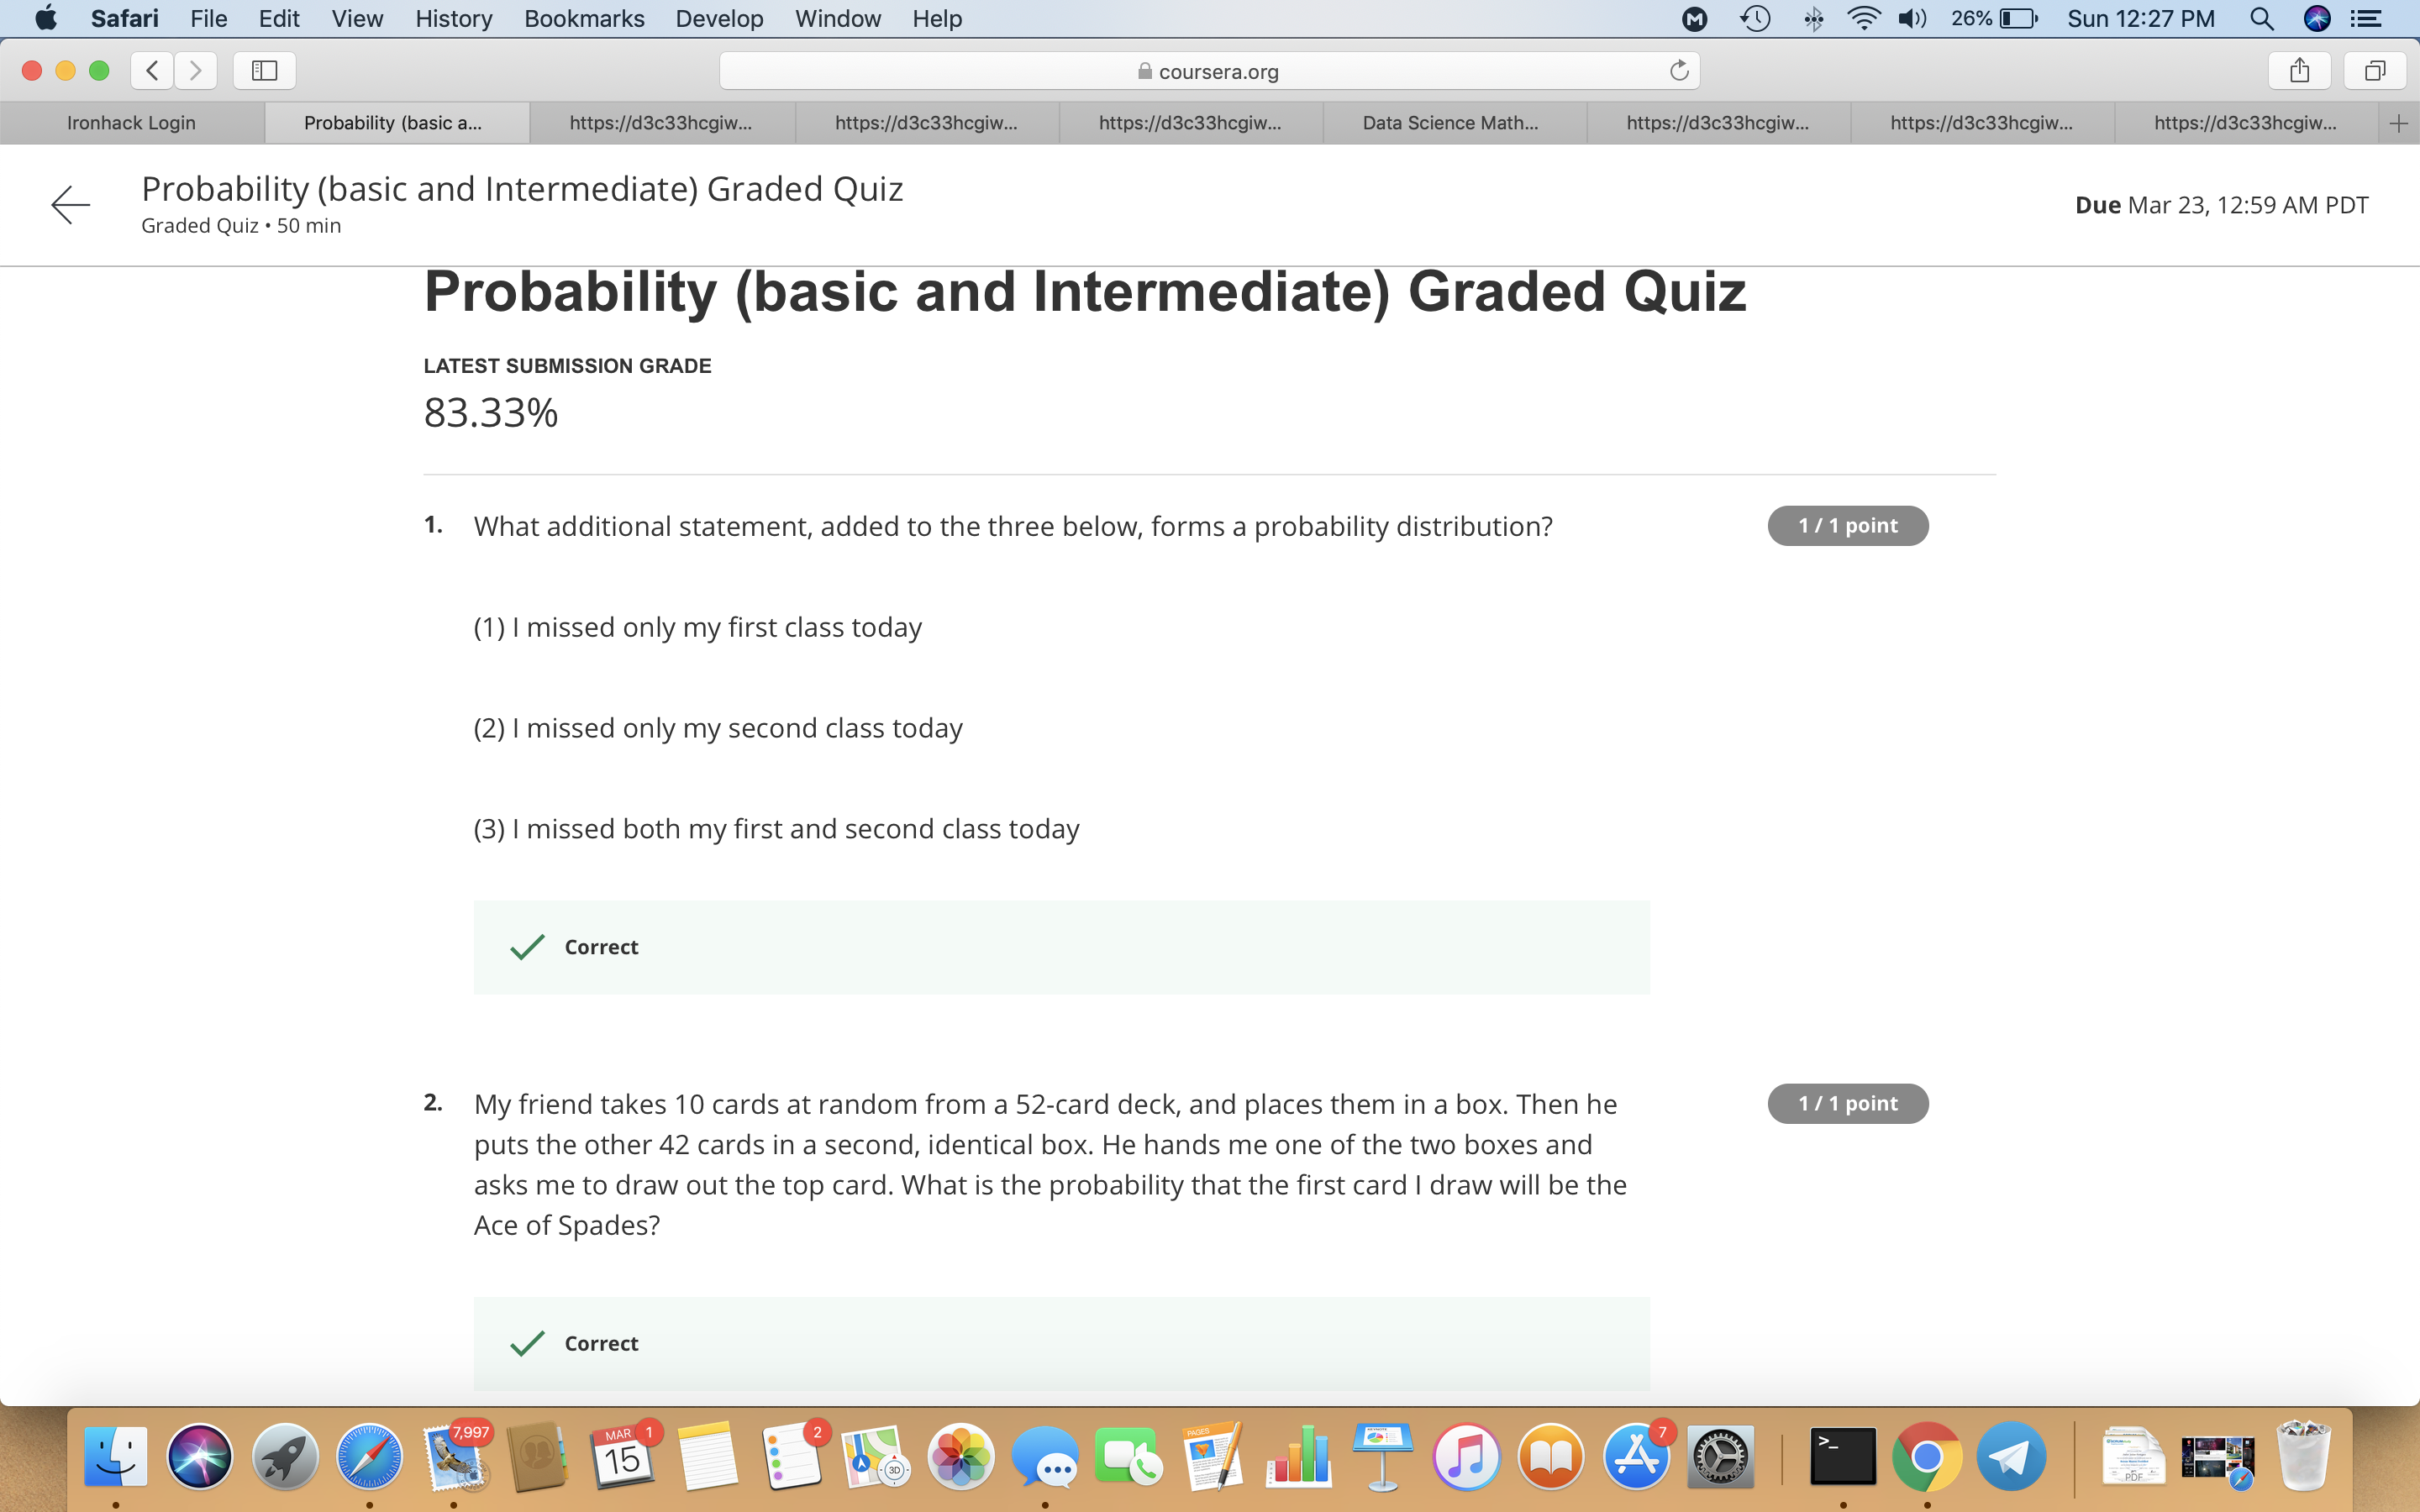 Safari File Edit View History Bookmarks Develop Window Help 26% Sun 12:27 PM
coursera.org
Ironhack Login Probability (basic a... https://d3c33hcgiw... https://d3c33hcgiw... https://d3c33hcgiw... Data Science Math... https://d3c33hcgiw... https://d3c33hcgiw... https://d3c33hcgiw...
Probability (basic and Intermediate) Graded Quiz
Graded Quiz • 50 min
Due Mar 23, 12:59 AM PDT
Probability (basic and Intermediate) Graded Quiz
LATEST SUBMISSION GRADE
83.33%
1. What additional statement, added to the three below, forms a probability distribution? 1 / 1 point
(1) I missed only my first class today
(2) I missed only my second class today
(3) I missed both my first and second class today
Correct
2. My friend takes 10 cards at random from a 52-card deck, and places them in a box. Then he 1 / 1 point
puts the other 42 cards in a second, identical box. He hands me one of the two boxes and
asks me to draw out the top card. What is the probability that the first card I draw will be the
Ace of Spades?
Correct
7,997 MAR 15 1 2 3D PAGES 7 >_ PDF